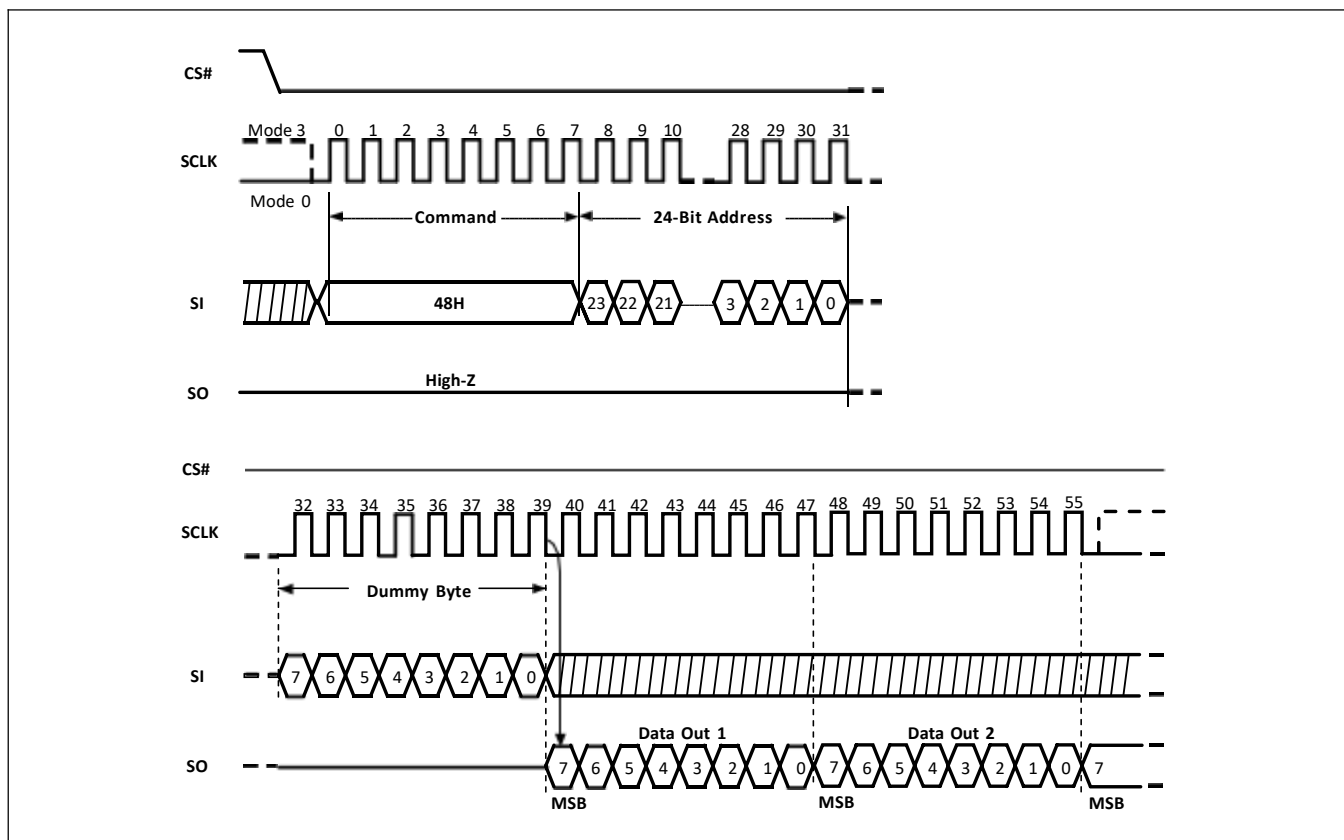 CS#
Mode 3 0 1 2 3 4 5 6 7 8 9 10 28 29 30 31
SCLK
Mode 0
Command 24-Bit Address
SI 48H 23 22 21 3 2 1 0
High-Z
SO
CS#
32 33 34 35 36 37 38 39 40 41 42 43 44 45 46 47 48 49 50 51 52 53 54 55
SCLK
Dummy Byte
SI 7 6 5 4 3 2 1 0
Data Out 1 Data Out 2
SO 7 6 5 4 3 2 1 0 7 6 5 4 3 2 1 0 7
MSB MSB MSB